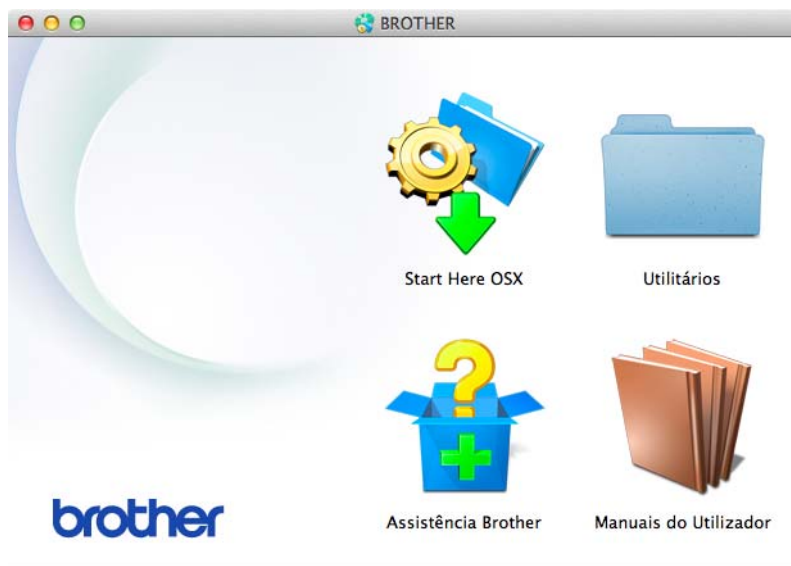 BROTHER
Start Here OSX
Utilitários
Assistência Brother
Manuais do Utilizador
brother